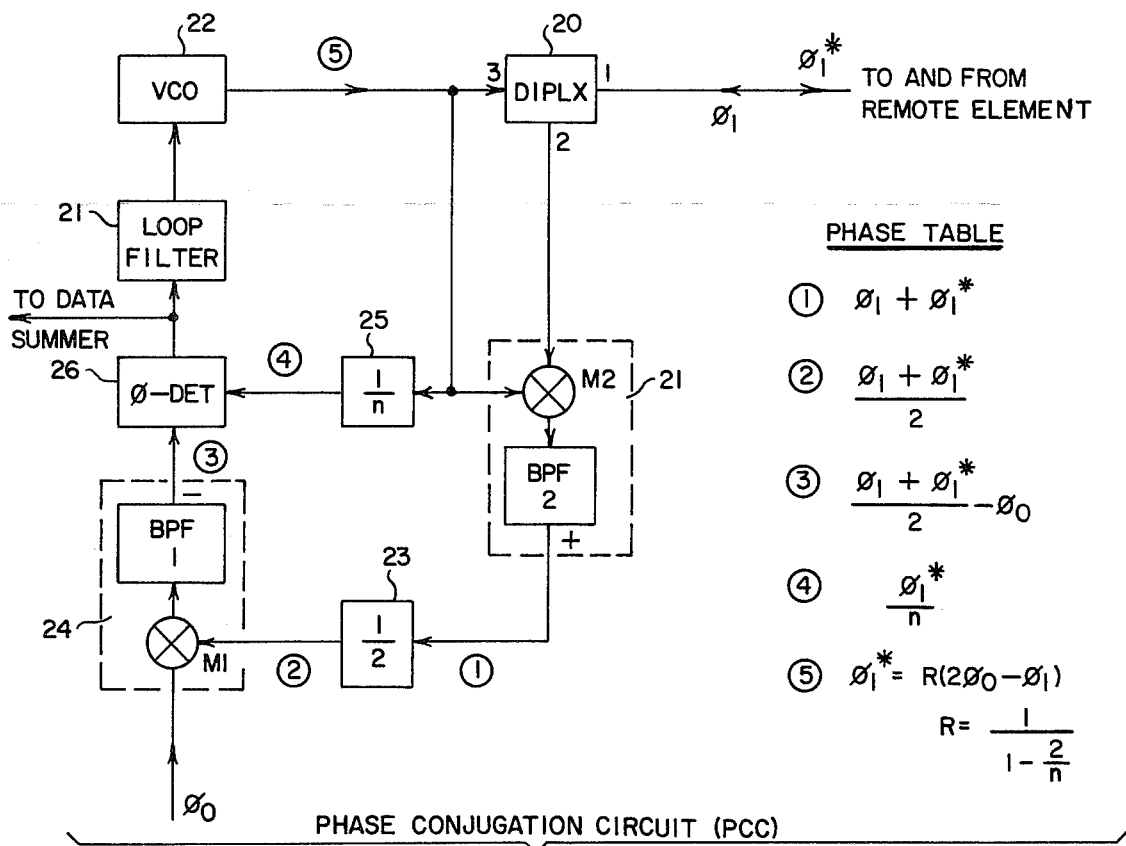 22
⑤
20
VCO
3
DIPLX
1
Ø₁*
Ø₁
TO AND FROM
REMOTE ELEMENT
2
21
LOOP
FILTER
PHASE TABLE
TO DATA
SUMMER
① Ø₁ + Ø₁*
26
Ø–DET
④
25
1/n
M2
21
② (Ø₁ + Ø₁*)/2
③
BPF
2
+
③ (Ø₁ + Ø₁*)/2 – Ø₀
–
BPF
1
24
M1
②
23
1/2
①
④ Ø₁*/n
⑤ Ø₁* = R(2Ø₀–Ø₁)
R = 1/(1 – 2/n)
Ø₀
PHASE CONJUGATION CIRCUIT (PCC)